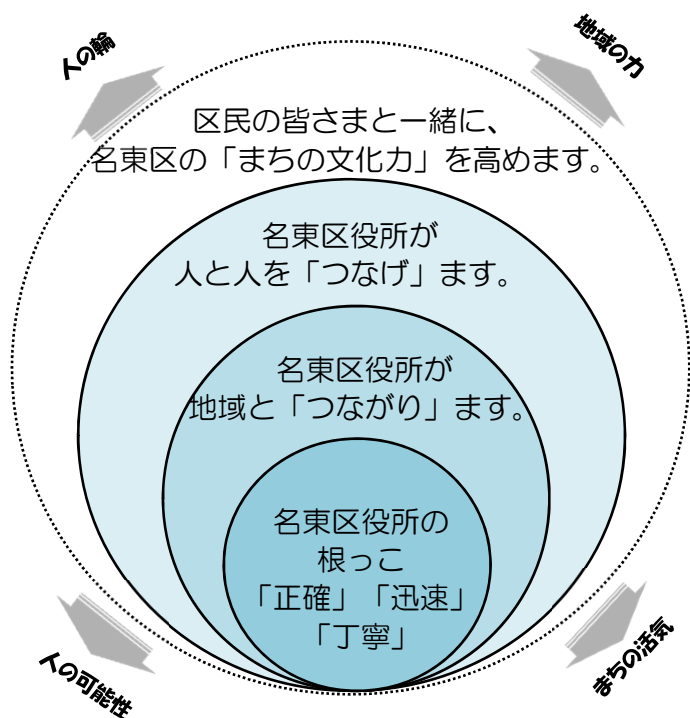 人の輪
地域の力
区民の皆さまと一緒に、
名東区の「まちの文化力」を高めます。
名東区役所が
人と人を「つなげ」ます。
名東区役所が
地域と「つながり」ます。
名東区役所の
根っこ
「正確」「迅速」
「丁寧」
人の可能性
まちの活気